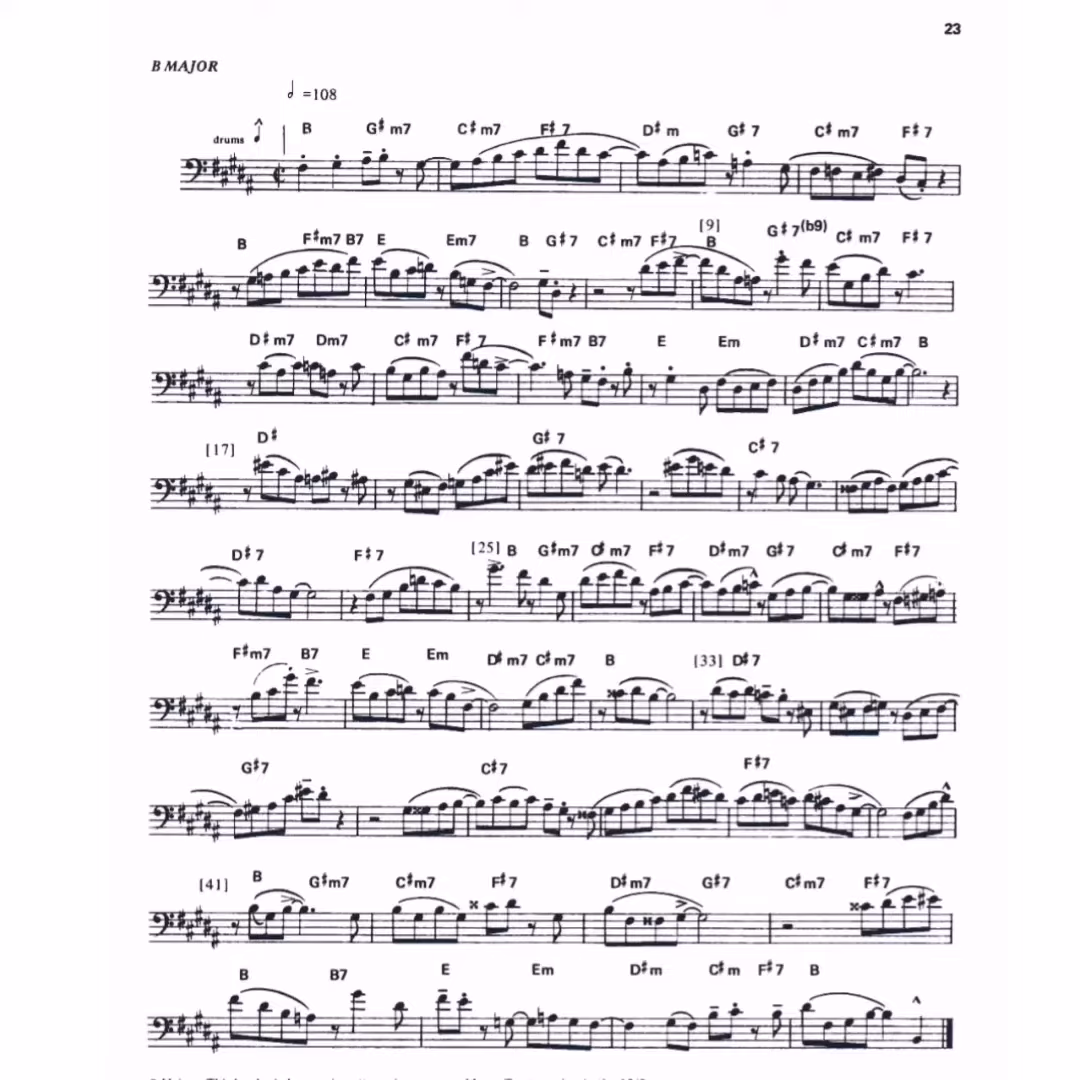 23
B MAJOR
=108
drums B G♯ m7 C♯ m7 F♯ 7 D♯ m G♯ 7 C♯ m7 F♯ 7
B F♯m7 B7 E Em7 B G♯ 7 C♯ m7 F♯7 [9] B G♯ 7(b9) C♯ m7 F♯ 7
D♯ m7 Dm7 C♯ m7 F♯ 7 F♯m7 B7 E Em D♯ m7 C♯m7 B
[17] D♯ G♯ 7 C♯ 7
D♯ 7 F♯ 7 [25] B G♯m7 C♯ m7 F♯7 D♯m7 G♯7 C♯ m7 F♯7
F♯m7 B7 E Em D♯ m7 C♯m7 B [33] D♯7
G♯7 C♯7 F♯7
[41] B G♯m7 C♯m7 F♯7 D♯m7 G♯7 C♯m7 F♯7
B B7 E Em D♯m C♯m F♯7 B